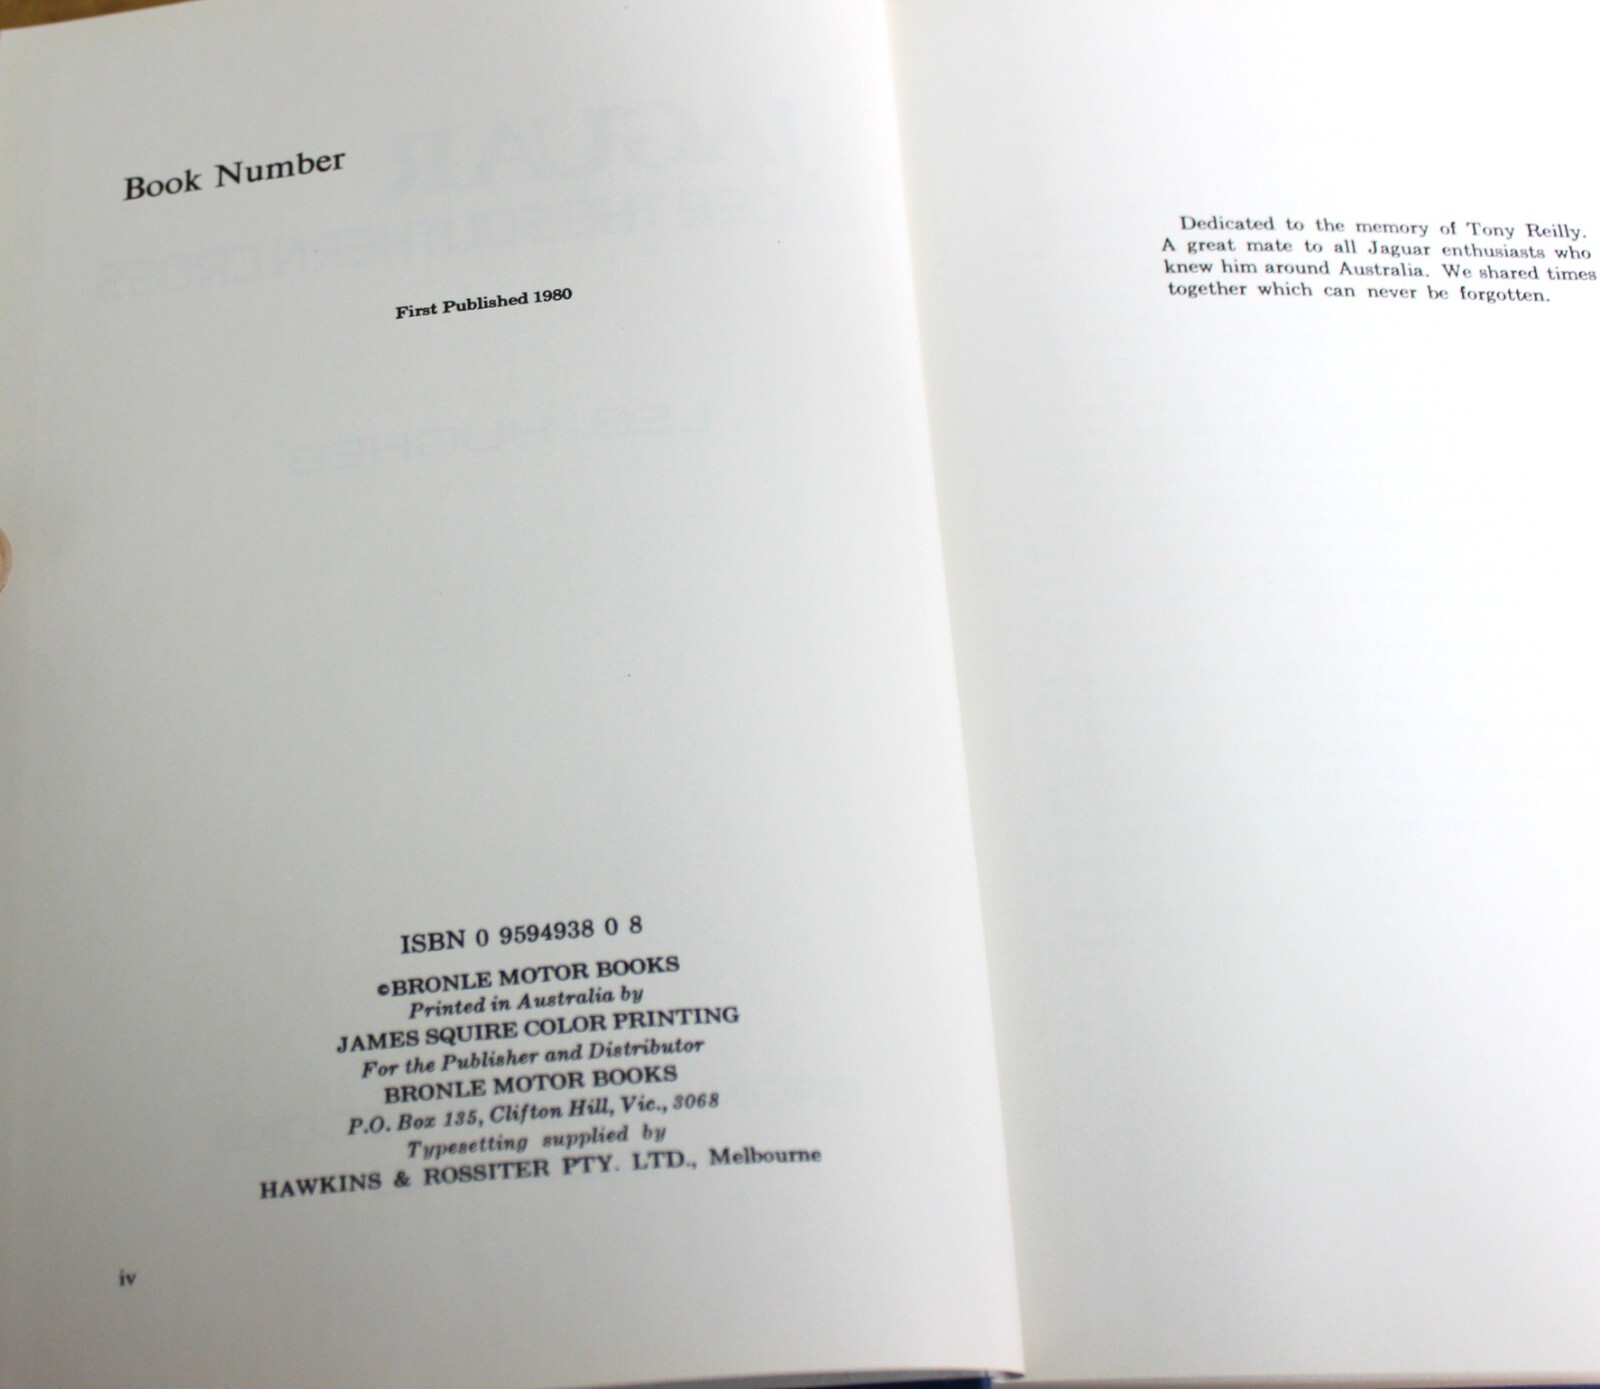 Book Number
First Published 1980
ISBN 0 9594938 0 8
©BRONLE MOTOR BOOKS
Printed in Australia by
JAMES SQUIRE COLOR PRINTING
For the Publisher and Distributor
BRONLE MOTOR BOOKS
P.O. Box 135, Clifton Hill, Vic., 3068
Typesetting supplied by
HAWKINS & ROSSITER PTY. LTD., Melbourne
iv
Dedicated to the memory of Tony Reilly.
A great mate to all Jaguar enthusiasts who
knew him around Australia. We shared times
together which can never be forgotten.